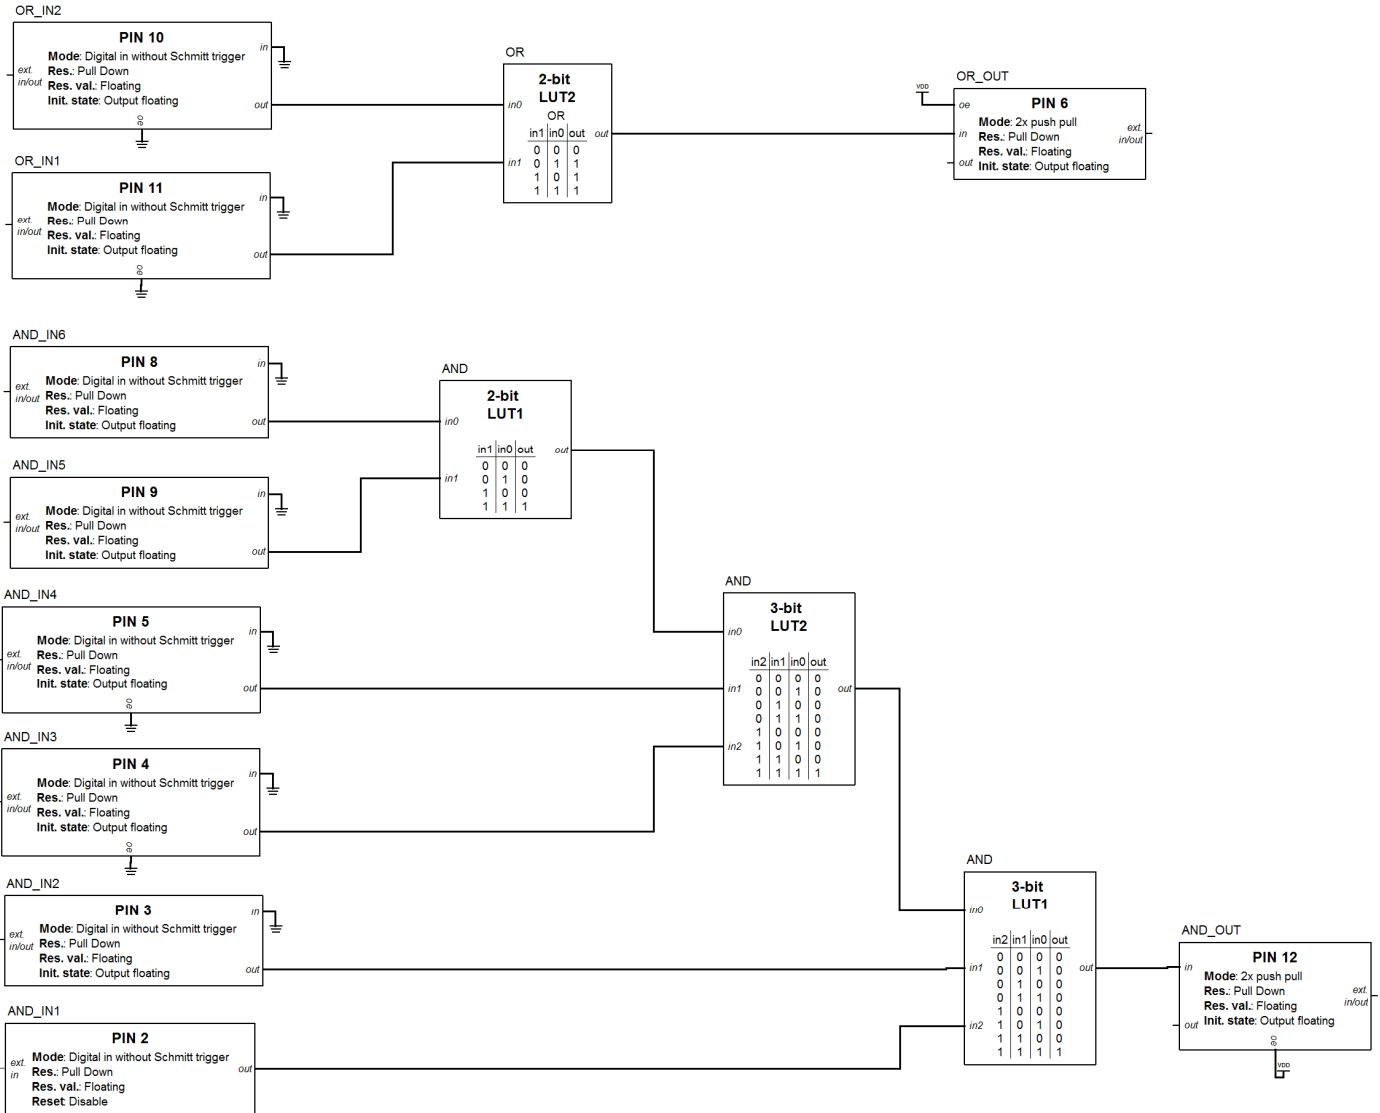 OR_IN2
PIN 10
Mode: Digital in without Schmitt trigger
Res.: Pull Down
Res. val.: Floating
Init. state: Output floating
ext.
in/out
in
out
oe
OR_IN1
PIN 11
Mode: Digital in without Schmitt trigger
Res.: Pull Down
Res. val.: Floating
Init. state: Output floating
ext.
in/out
in
out
oe
OR
2-bit
LUT2
OR
in1 in0 out
0 0 0
0 1 1
1 0 1
1 1 1
in0
in1
out
OR_OUT
VDD
PIN 6
Mode: 2x push pull
Res.: Pull Down
Res. val.: Floating
Init. state: Output floating
oe
in
out
ext.
in/out
AND_IN6
PIN 8
Mode: Digital in without Schmitt trigger
Res.: Pull Down
Res. val.: Floating
Init. state: Output floating
ext.
in/out
in
out
AND_IN5
PIN 9
Mode: Digital in without Schmitt trigger
Res.: Pull Down
Res. val.: Floating
Init. state: Output floating
ext.
in/out
in
out
AND
2-bit
LUT1
in1 in0 out
0 0 0
0 1 0
1 0 0
1 1 1
in0
in1
out
AND_IN4
PIN 5
Mode: Digital in without Schmitt trigger
Res.: Pull Down
Res. val.: Floating
Init. state: Output floating
ext.
in/out
in
out
oe
AND_IN3
PIN 4
Mode: Digital in without Schmitt trigger
Res.: Pull Down
Res. val.: Floating
Init. state: Output floating
ext.
in/out
in
out
oe
AND
3-bit
LUT2
in2 in1 in0 out
0 0 0 0
0 0 1 0
0 1 0 0
0 1 1 0
1 0 0 0
1 0 1 0
1 1 0 0
1 1 1 1
in0
in1
in2
out
AND_IN2
PIN 3
Mode: Digital in without Schmitt trigger
Res.: Pull Down
Res. val.: Floating
Init. state: Output floating
ext.
in/out
in
out
AND_IN1
PIN 2
Mode: Digital in without Schmitt trigger
Res.: Pull Down
Res. val.: Floating
Reset: Disable
ext.
in
out
AND
3-bit
LUT1
in2 in1 in0 out
0 0 0 0
0 0 1 0
0 1 0 0
0 1 1 0
1 0 0 0
1 0 1 0
1 1 0 0
1 1 1 1
in0
in1
in2
out
AND_OUT
PIN 12
Mode: 2x push pull
Res.: Pull Down
Res. val.: Floating
Init. state: Output floating
in
out
ext.
in/out
oe
VDD